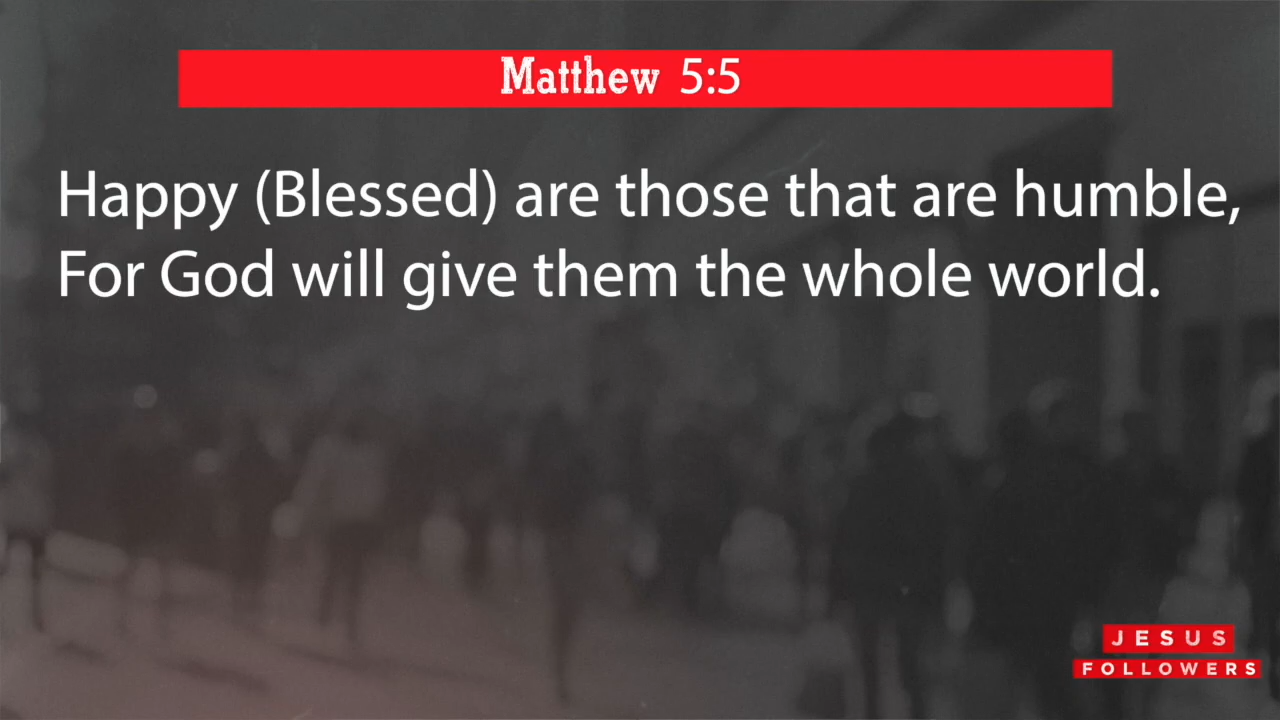 Matthew 5:5
Happy (Blessed) are those that are humble,
For God will give them the whole world.
JESUS
FOLLOWERS